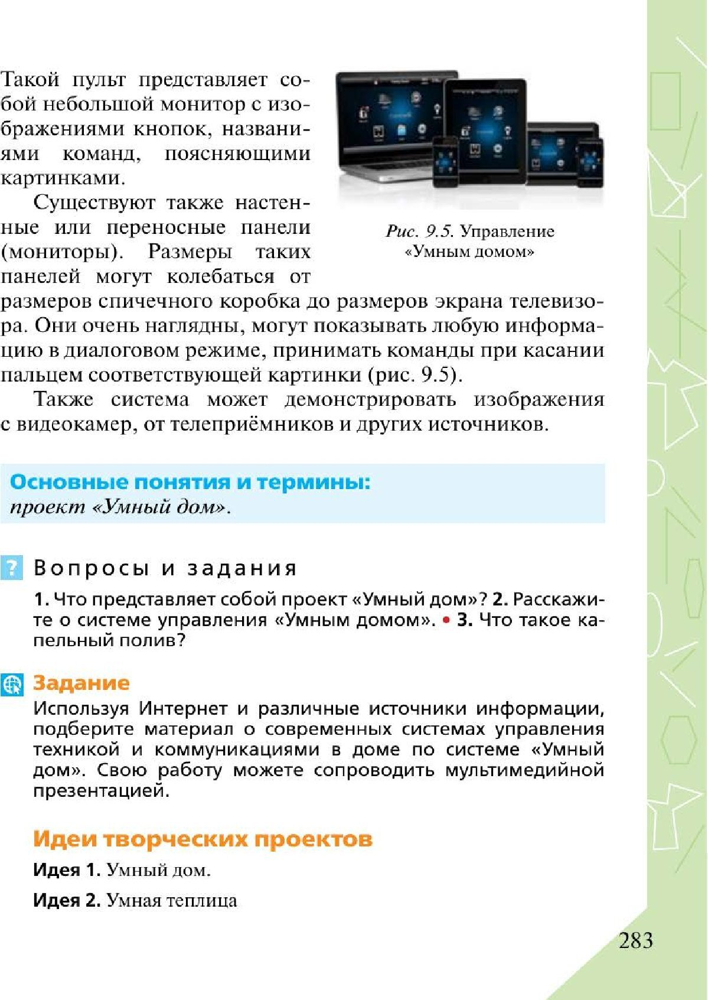 Такой пульт представляет со-
бой небольшой монитор с изо-
бражениями кнопок, названи-
ями команд, поясняющими
картинками.
Существуют также настен-
ные или переносные панели
(мониторы). Размеры таких
панелей могут колебаться от
размеров спичечного коробка до размеров экрана телевизо-
ра. Они очень наглядны, могут показывать любую информа-
цию в диалоговом режиме, принимать команды при касании
пальцем соответствующей картинки (рис. 9.5).
Также система может демонстрировать изображения
с видеокамер, от телеприёмников и других источников.
Рис. 9.5. Управление
«Умным домом»
Основные понятия и термины:
проект «Умный дом».
? Вопросы и задания
1. Что представляет собой проект «Умный дом»? 2. Расскажи-
те о системе управления «Умным домом». • 3. Что такое ка-
пельный полив?
Задание
Используя Интернет и различные источники информации,
подберите материал о современных системах управления
техникой и коммуникациями в доме по системе «Умный
дом». Свою работу можете сопроводить мультимедийной
презентацией.
Идеи творческих проектов
Идея 1. Умный дом.
Идея 2. Умная теплица
283